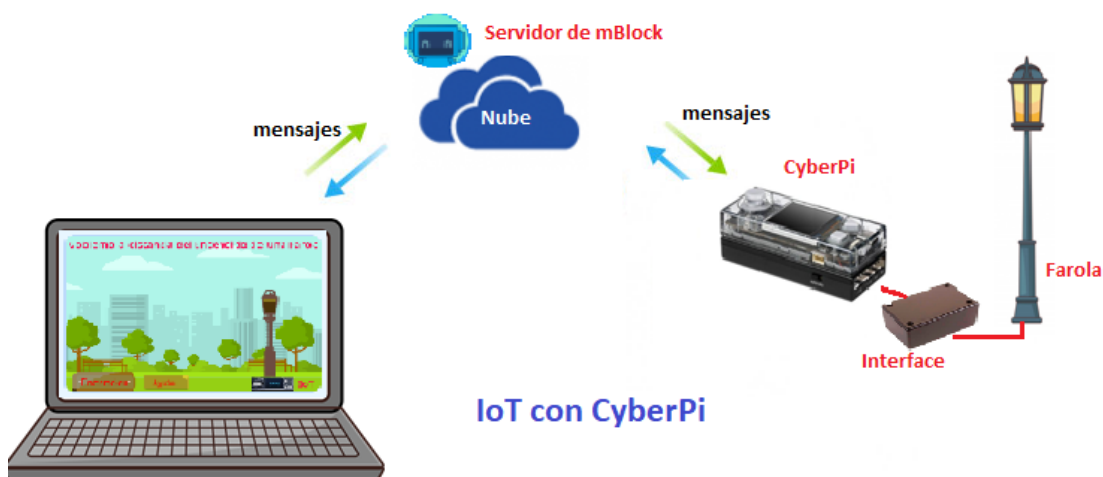 Servidor de mBlock
Nube
mensajes
mensajes
CyberPi
Farola
Interface
IoT con CyberPi